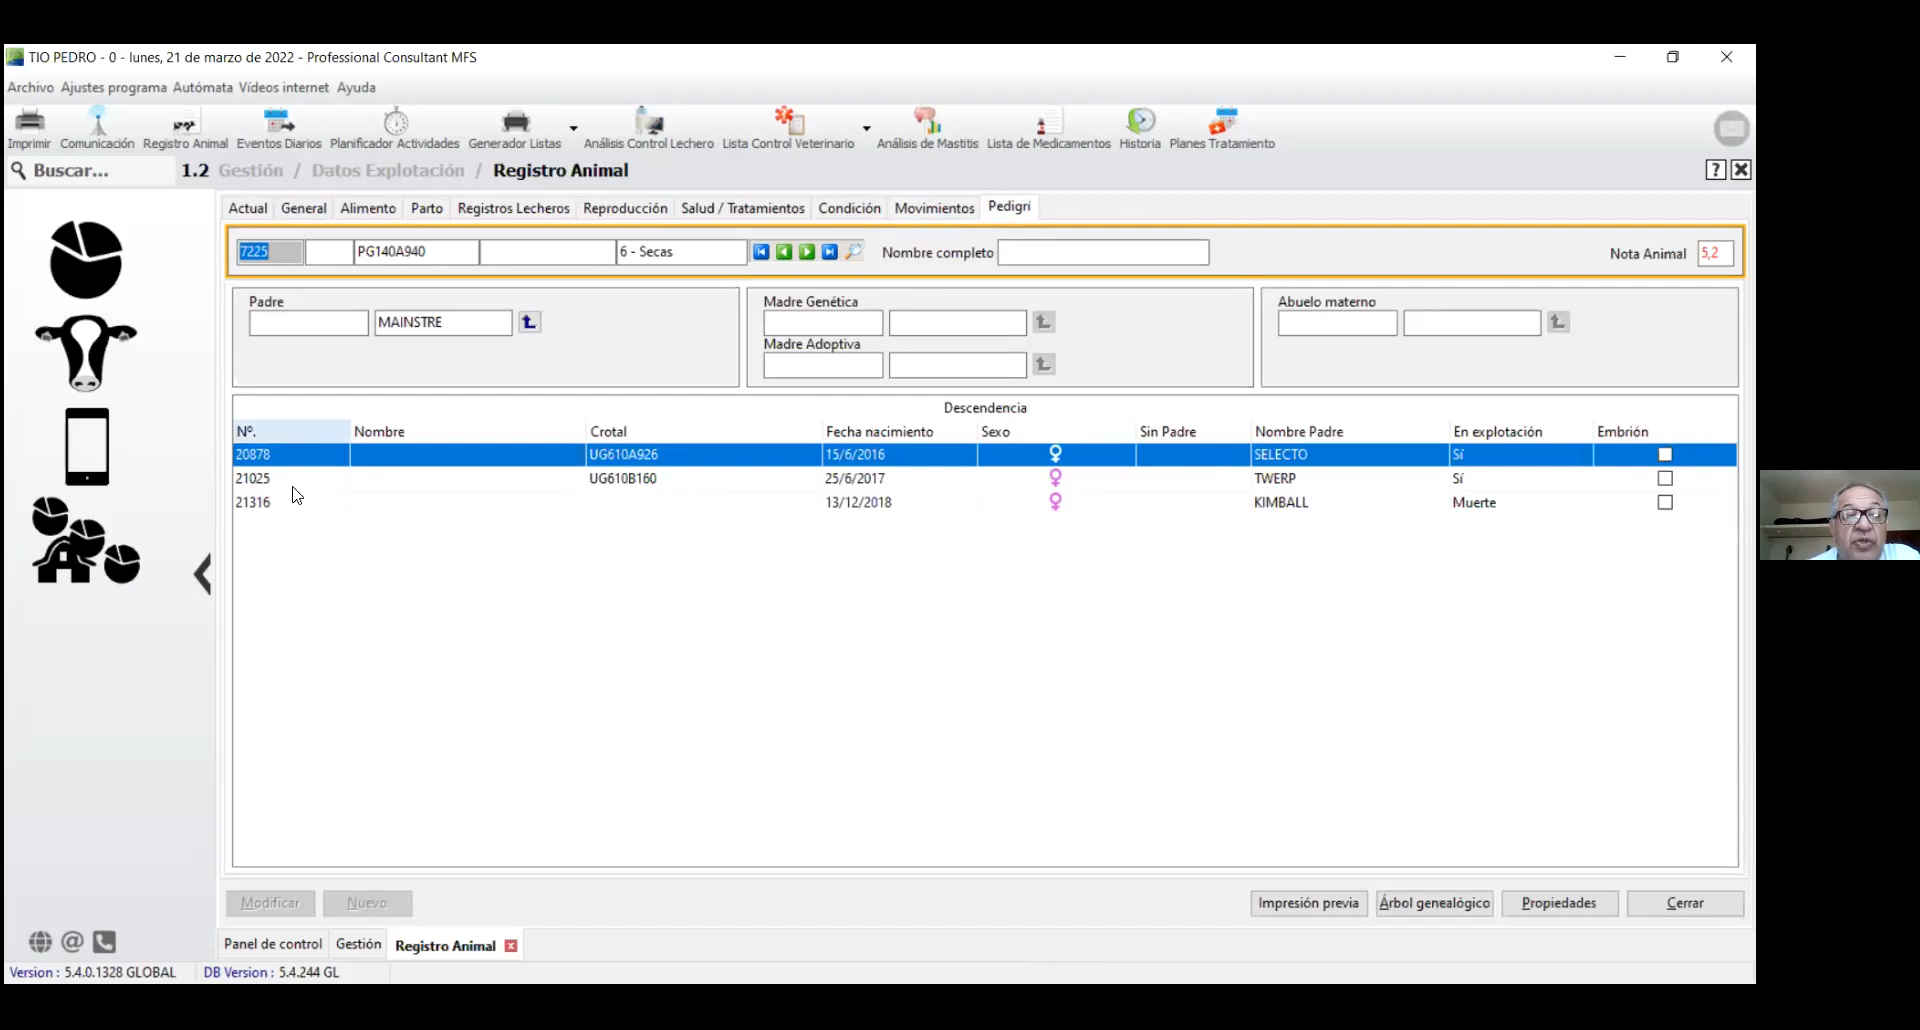 TIO PEDRO - 0 - lunes, 21 de marzo de 2022 - Professional Consultant MFS
Archivo Ajustes programa Autómata Vídeos internet Ayuda
Imprimir Comunicación Registro Animal Eventos Diarios Planificador Actividades Generador Listas Análisis Control Lechero Lista Control Veterinario Análisis de Mastitis Lista de Medicamentos Historia Planes Tratamiento
Buscar... 1.2 Gestión / Datos Explotación / Registro Animal ?
Actual General Alimento Parto Registros Lecheros Reproducción Salud / Tratamientos Condición Movimientos Pedigrí
7225 PG140A940 6 - Secas Nombre completo Nota Animal 5,2
Padre Madre Genética Abuelo materno
MAINSTRE
Madre Adoptiva
Descendencia
Nº. Nombre Crotal Fecha nacimiento Sexo Sin Padre Nombre Padre En explotación Embrión
20878 UG610A926 15/6/2016 SELECTO Sí
21025 UG610B160 25/6/2017 TWERP Sí
21316 13/12/2018 KIMBALL Muerte
Modificar Nuevo Impresión previa Árbol genealógico Propiedades Cerrar
Panel de control Gestión Registro Animal
Version : 5.4.0.1328 GLOBAL DB Version : 5.4.244 GL